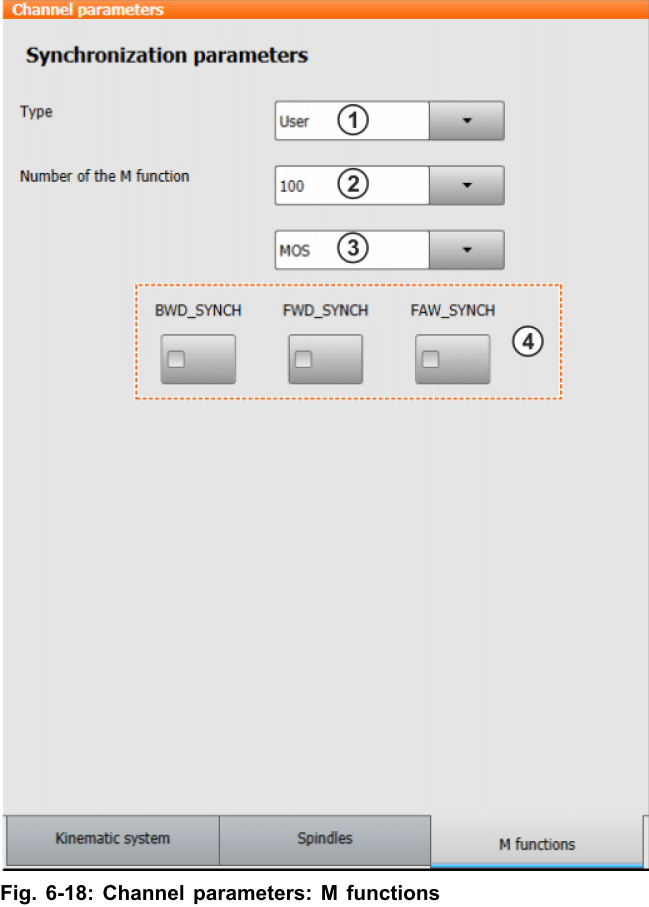 Channel parameters
Synchronization parameters
Type
User 1
Number of the M function
100 2
MOS 3
BWD_SYNCH FWD_SYNCH FAW_SYNCH
4
Kinematic system Spindles M functions
Fig. 6-18: Channel parameters: M functions